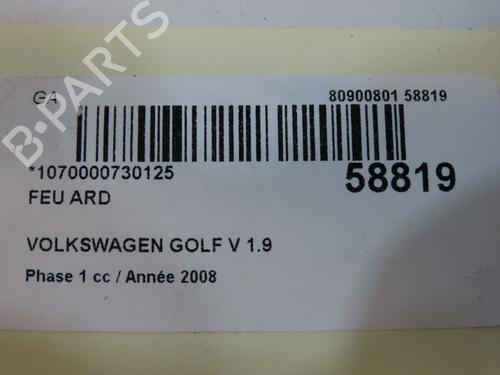 GA
80900801 58819
*1070000730125
58819
FEU ARD
VOLKSWAGEN GOLF V 1.9
Phase 1 cc / Année 2008
B-PARTS